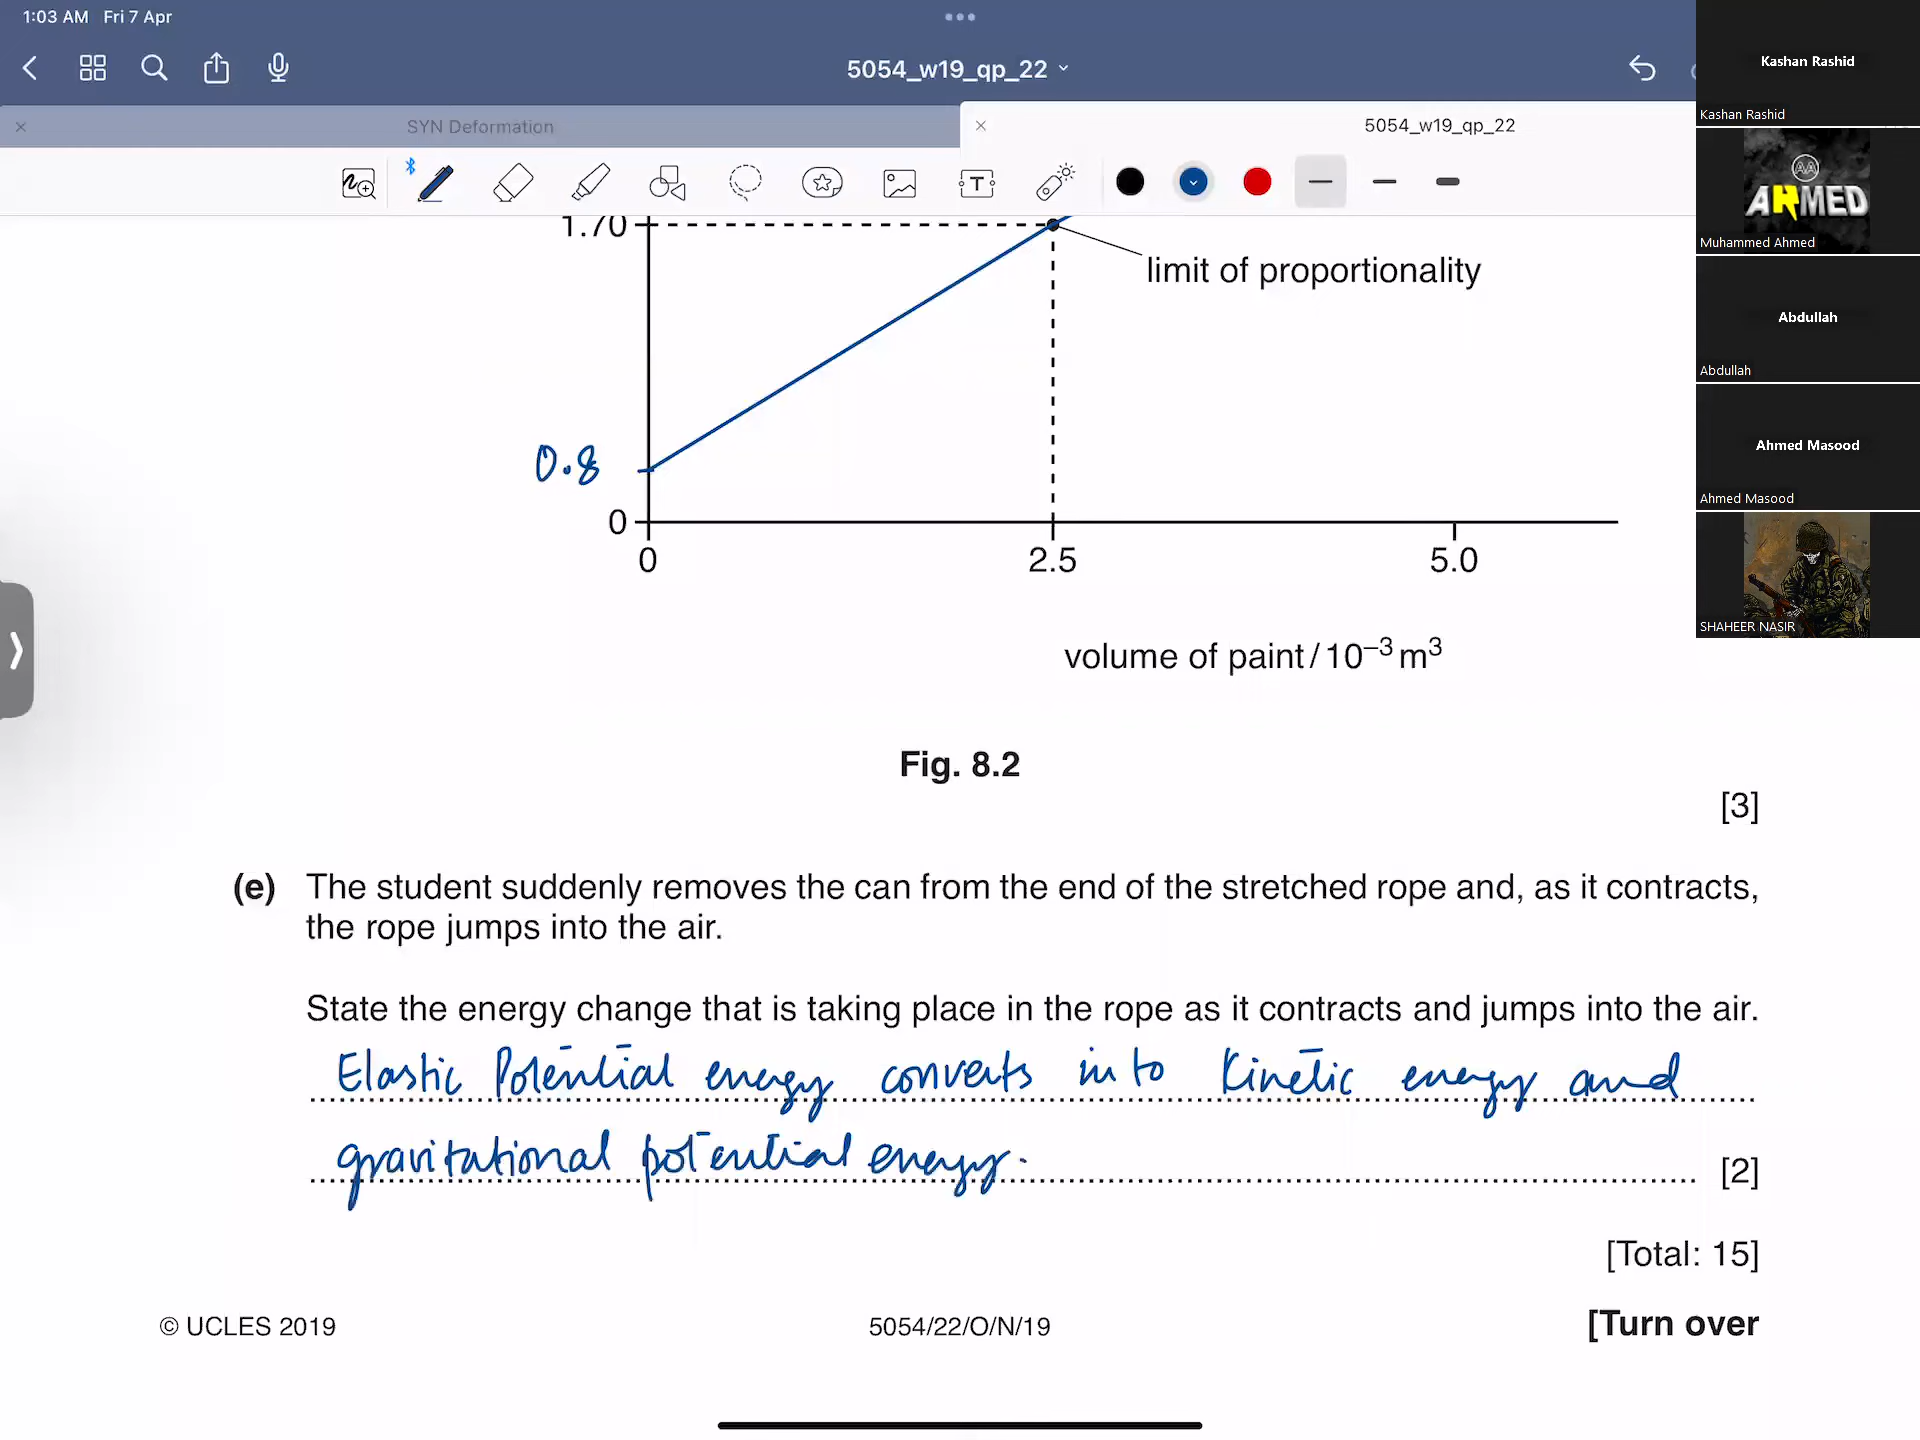 1:03 AM Fri 7 Apr
5054_w19_qp_22
SYN Deformation
5054_w19_qp_22
T
Kashan Rashid
Kashan Rashid
AA
ARMED
Muhammed Ahmed
Abdullah
Abdullah
Ahmed Masood
Ahmed Masood
SHAHEER NASIR
1.70
limit of proportionality
0.8
0
0 2.5 5.0
volume of paint / 10⁻³ m³
Fig. 8.2
[3]
(e) The student suddenly removes the can from the end of the stretched rope and, as it contracts,
the rope jumps into the air.
State the energy change that is taking place in the rope as it contracts and jumps into the air.
Elastic Potential energy converts into Kinetic energy and
gravitational potential energy.
[2]
[Total: 15]
© UCLES 2019 5054/22/O/N/19 [Turn over